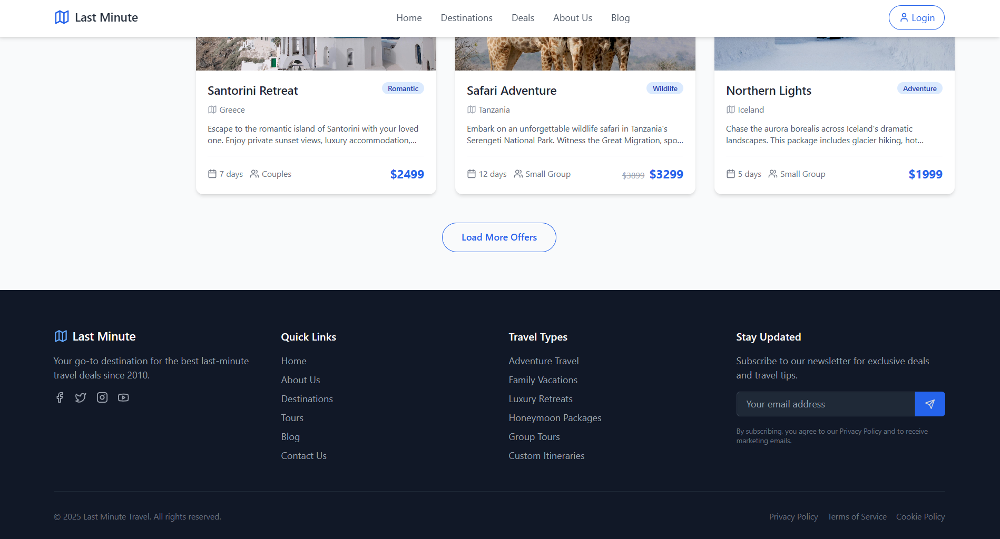 Last Minute
Home
Destinations
Deals
About Us
Blog
Login
Santorini Retreat
Romantic
Greece
Escape to the romantic island of Santorini with your loved
one. Enjoy private sunset views, luxury accommodation,...
7 days
Couples
$2499
Safari Adventure
Wildlife
Tanzania
Embark on an unforgettable wildlife safari in Tanzania's
Serengeti National Park. Witness the Great Migration, spo...
12 days
Small Group
$3899
$3299
Northern Lights
Adventure
Iceland
Chase the aurora borealis across Iceland's dramatic
landscapes. This package includes glacier hiking, hot...
5 days
Small Group
$1999
Load More Offers
Last Minute
Your go-to destination for the best last-minute
travel deals since 2010.
Quick Links
Home
About Us
Destinations
Tours
Blog
Contact Us
Travel Types
Adventure Travel
Family Vacations
Luxury Retreats
Honeymoon Packages
Group Tours
Custom Itineraries
Stay Updated
Subscribe to our newsletter for exclusive deals
and travel tips.
Your email address
By subscribing, you agree to our Privacy Policy and to receive
marketing emails.
© 2025 Last Minute Travel. All rights reserved.
Privacy Policy
Terms of Service
Cookie Policy